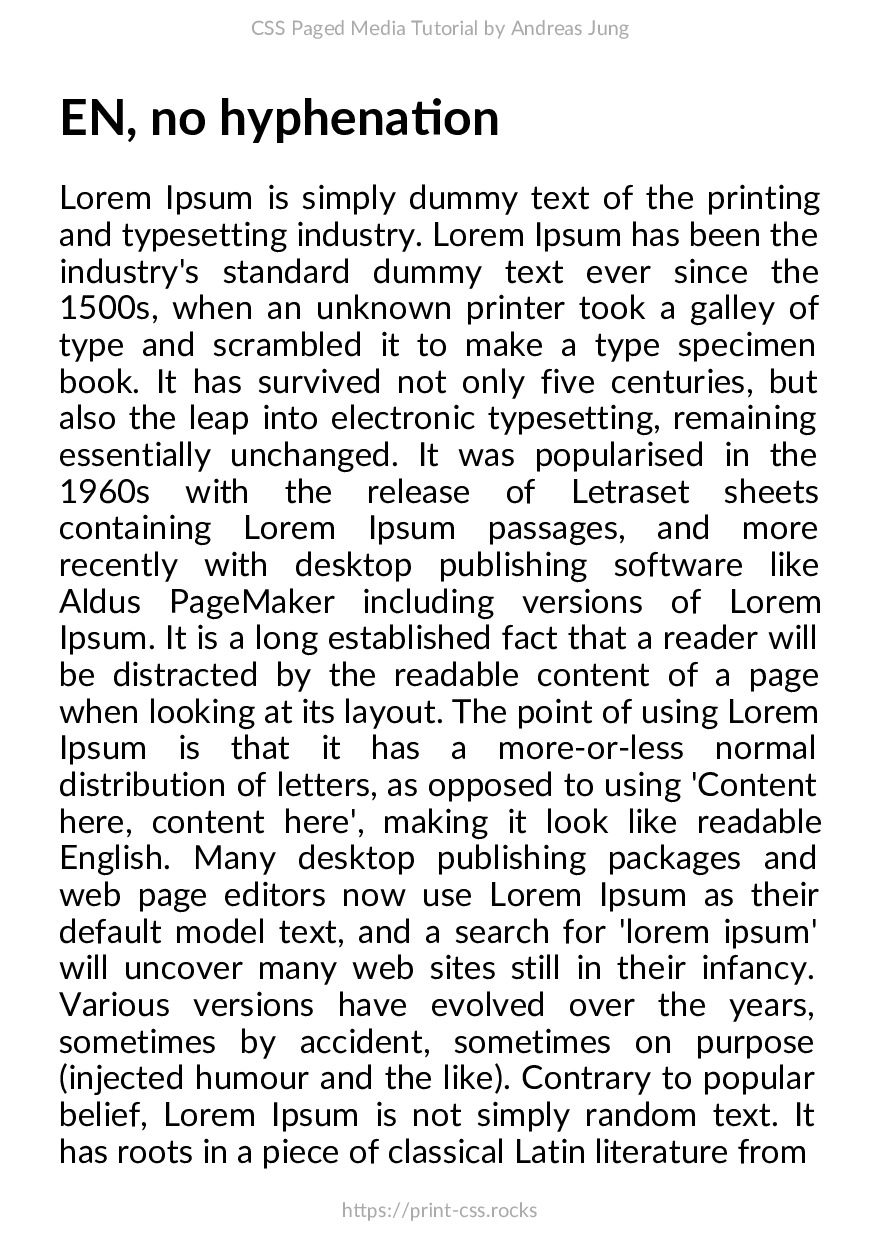 CSS Paged Media Tutorial by Andreas Jung
EN, no hyphenation
Lorem Ipsum is simply dummy text of the printing
and typesetting industry. Lorem Ipsum has been the
industry's standard dummy text ever since the
1500s, when an unknown printer took a galley of
type and scrambled it to make a type specimen
book. It has survived not only five centuries, but
also the leap into electronic typesetting, remaining
essentially unchanged. It was popularised in the
1960s with the release of Letraset sheets
containing Lorem Ipsum passages, and more
recently with desktop publishing software like
Aldus PageMaker including versions of Lorem
Ipsum. It is a long established fact that a reader will
be distracted by the readable content of a page
when looking at its layout. The point of using Lorem
Ipsum is that it has a more-or-less normal
distribution of letters, as opposed to using 'Content
here, content here', making it look like readable
English. Many desktop publishing packages and
web page editors now use Lorem Ipsum as their
default model text, and a search for 'lorem ipsum'
will uncover many web sites still in their infancy.
Various versions have evolved over the years,
sometimes by accident, sometimes on purpose
(injected humour and the like). Contrary to popular
belief, Lorem Ipsum is not simply random text. It
has roots in a piece of classical Latin literature from
https://print-css.rocks